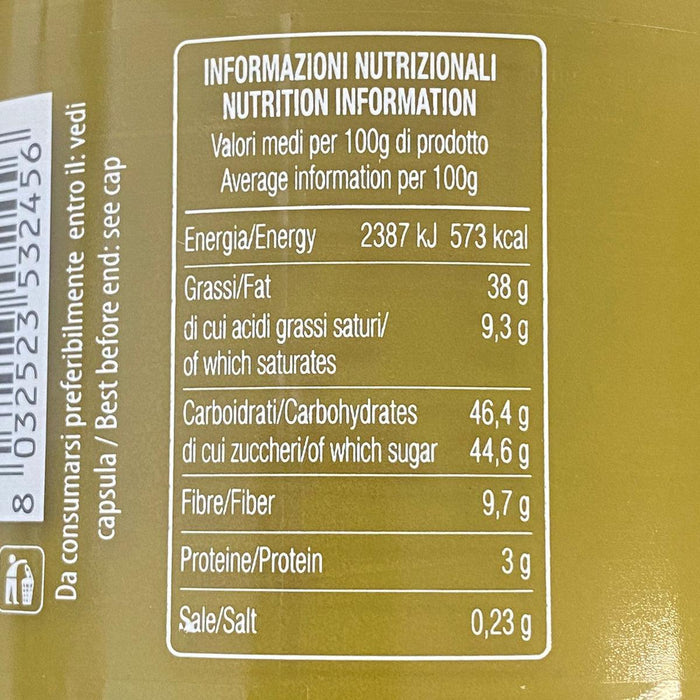 INFORMAZIONI NUTRIZIONALI
NUTRITION INFORMATION
Valori medi per 100g di prodotto
Average information per 100g
Energia/Energy 2387 kJ 573 kcal
Grassi/Fat 38 g
di cui acidi grassi saturi/ 9,3 g
of which saturates
Carboidrati/Carbohydrates 46,4 g
di cui zuccheri/of which sugar 44,6 g
Fibre/Fiber 9,7 g
Proteine/Protein 3 g
Sale/Salt 0,23 g
8 032523 532456
Da consumarsi preferibilmente entro il: vedi
capsula / Best before end: see cap